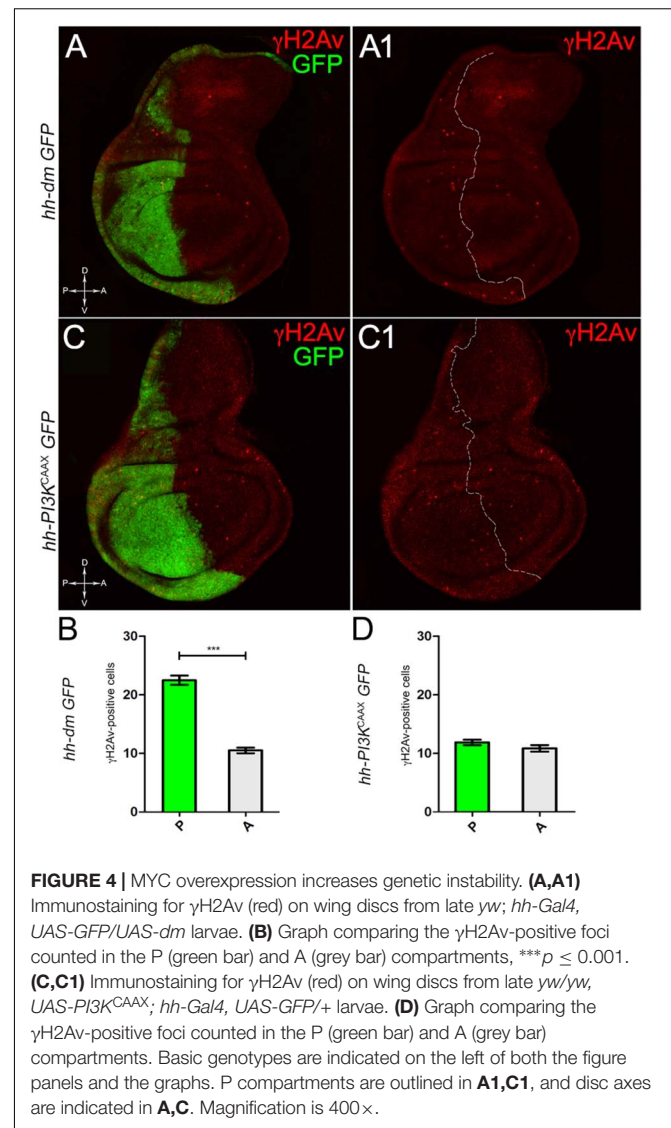 A
γH2Av
GFP
A1
γH2Av
hh-dm GFP
D
P A
V
C
γH2Av
GFP
C1
γH2Av
hh-PI3K^CAAX GFP
D
P A
V
B
30
20
10
0
γH2Av-positive cells
hh-dm GFP
***
P
A
D
30
20
10
0
γH2Av-positive cells
hh-PI3K^CAAX GFP
P
A
FIGURE 4 | MYC overexpression increases genetic instability. (A,A1)
Immunostaining for γH2Av (red) on wing discs from late yw; hh-Gal4,
UAS-GFP/UAS-dm larvae. (B) Graph comparing the γH2Av-positive foci
counted in the P (green bar) and A (grey bar) compartments, ***p ≤ 0.001.
(C,C1) Immunostaining for γH2Av (red) on wing discs from late yw/yw,
UAS-PI3K^CAAX; hh-Gal4, UAS-GFP/+ larvae. (D) Graph comparing the
γH2Av-positive foci counted in the P (green bar) and A (grey bar)
compartments. Basic genotypes are indicated on the left of both the figure
panels and the graphs. P compartments are outlined in A1,C1, and disc axes
are indicated in A,C. Magnification is 400×.